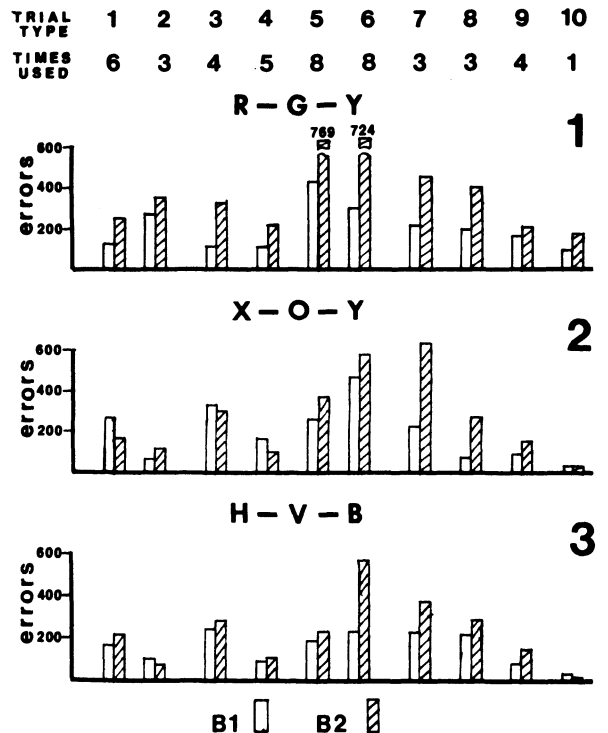 TRIAL TYPE 1 2 3 4 5 6 7 8 9 10
TIMES USED 6 3 4 5 8 8 3 3 4 1
R – G – Y
1
769 724
errors
600
400
200
X – O – Y
2
errors
600
400
200
H – V – B
3
errors
600
400
200
B1 B2